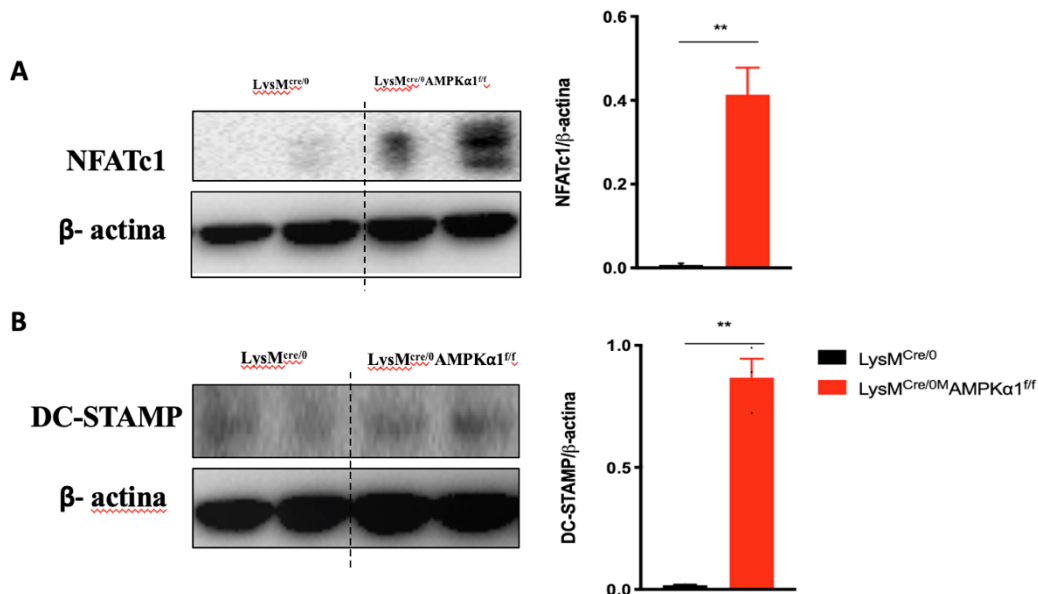 A
LysMcre/0
LysMcre/0AMPKα1f/f
NFATc1
β- actina
NFATc1/β-actina
0.6
0.4
0.2
0.0
**
B
LysMcre/0
LysMcre/0AMPKα1f/f
DC-STAMP
β- actina
DC-STAMP/β-actina
1.0
0.5
0.0
**
LysMCre/0
LysMCre/0MAMPKα1f/f